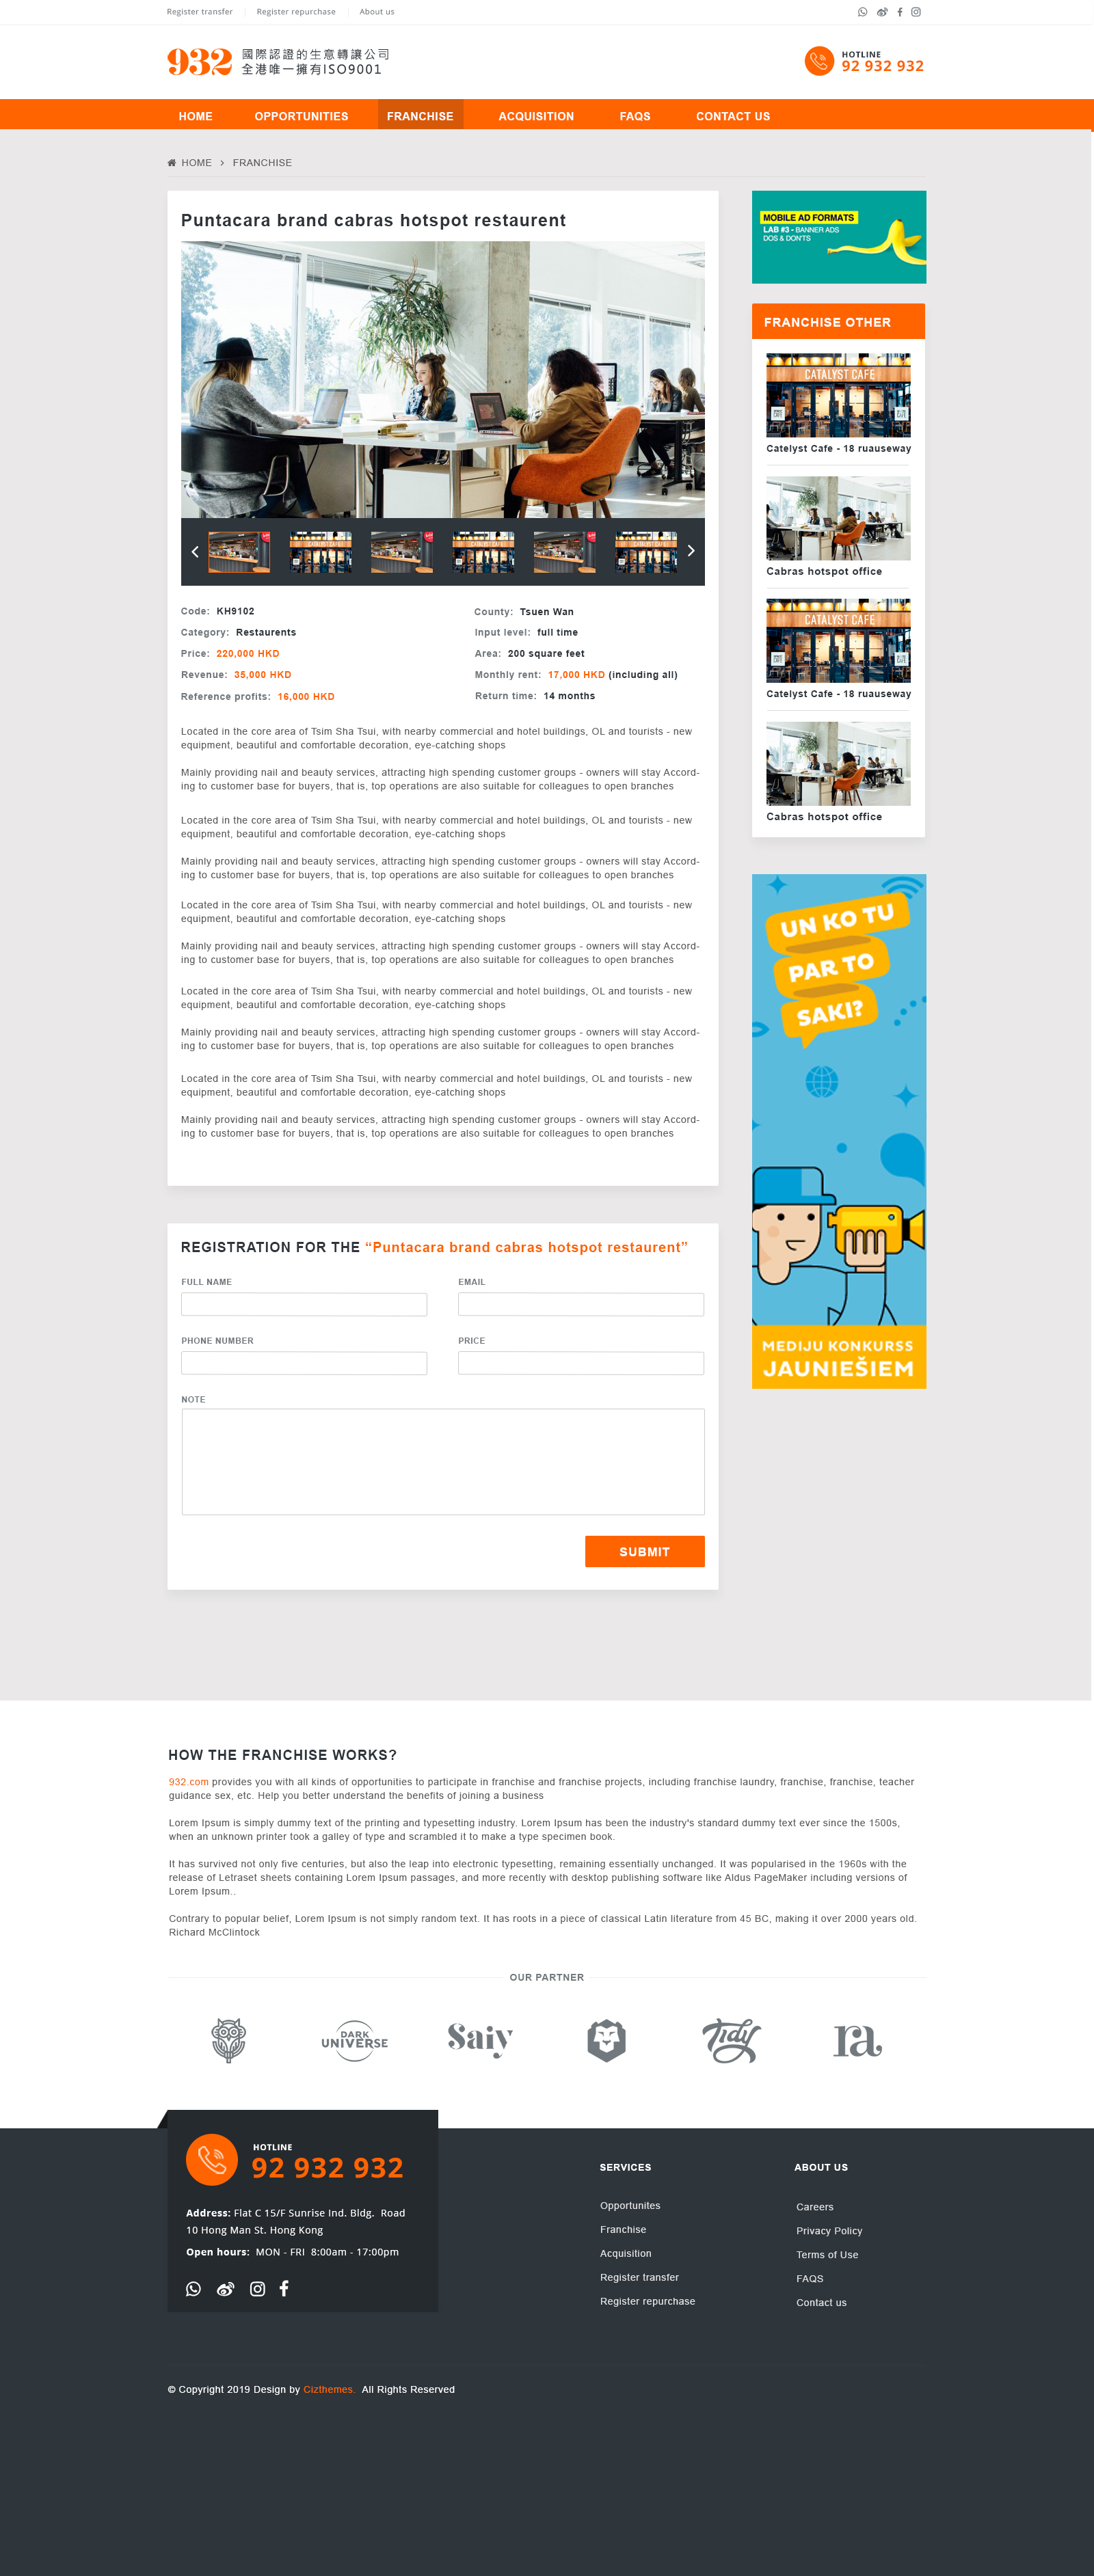 Register transfer
Register repurchase
About us
932
國際認證的生意轉讓公司
全港唯一擁有ISO9001
HOTLINE
92 932 932
HOME
OPPORTUNITIES
FRANCHISE
ACQUISITION
FAQS
CONTACT US
HOME > FRANCHISE
Puntacara brand cabras hotspot restaurent
Code: KH9102
Category: Restaurents
Price: 220,000 HKD
Revenue: 35,000 HKD
Reference profits: 16,000 HKD
County: Tsuen Wan
Input level: full time
Area: 200 square feet
Monthly rent: 17,000 HKD (including all)
Return time: 14 months
Located in the core area of Tsim Sha Tsui, with nearby commercial and hotel buildings, OL and tourists - new
equipment, beautiful and comfortable decoration, eye-catching shops
Mainly providing nail and beauty services, attracting high spending customer groups - owners will stay Accord-
ing to customer base for buyers, that is, top operations are also suitable for colleagues to open branches
Located in the core area of Tsim Sha Tsui, with nearby commercial and hotel buildings, OL and tourists - new
equipment, beautiful and comfortable decoration, eye-catching shops
Mainly providing nail and beauty services, attracting high spending customer groups - owners will stay Accord-
ing to customer base for buyers, that is, top operations are also suitable for colleagues to open branches
Located in the core area of Tsim Sha Tsui, with nearby commercial and hotel buildings, OL and tourists - new
equipment, beautiful and comfortable decoration, eye-catching shops
Mainly providing nail and beauty services, attracting high spending customer groups - owners will stay Accord-
ing to customer base for buyers, that is, top operations are also suitable for colleagues to open branches
Located in the core area of Tsim Sha Tsui, with nearby commercial and hotel buildings, OL and tourists - new
equipment, beautiful and comfortable decoration, eye-catching shops
Mainly providing nail and beauty services, attracting high spending customer groups - owners will stay Accord-
ing to customer base for buyers, that is, top operations are also suitable for colleagues to open branches
Located in the core area of Tsim Sha Tsui, with nearby commercial and hotel buildings, OL and tourists - new
equipment, beautiful and comfortable decoration, eye-catching shops
Mainly providing nail and beauty services, attracting high spending customer groups - owners will stay Accord-
ing to customer base for buyers, that is, top operations are also suitable for colleagues to open branches
MOBILE AD FORMATS
LAB #3 - BANNER ADS
DOS & DON'TS
FRANCHISE OTHER
CATALYST CAFE
Catelyst Cafe - 18 ruauseway
Cabras hotspot office
CATALYST CAFE
Catelyst Cafe - 18 ruauseway
Cabras hotspot office
UN KO TU
PAR TO
SAKI?
MEDIJU KONKURSS
JAUNIEŠIEM
REGISTRATION FOR THE “Puntacara brand cabras hotspot restaurent”
FULL NAME
EMAIL
PHONE NUMBER
PRICE
NOTE
SUBMIT
HOW THE FRANCHISE WORKS?
932.com provides you with all kinds of opportunities to participate in franchise and franchise projects, including franchise laundry, franchise, franchise, teacher
guidance sex, etc. Help you better understand the benefits of joining a business
Lorem Ipsum is simply dummy text of the printing and typesetting industry. Lorem Ipsum has been the industry's standard dummy text ever since the 1500s,
when an unknown printer took a galley of type and scrambled it to make a type specimen book.
It has survived not only five centuries, but also the leap into electronic typesetting, remaining essentially unchanged. It was popularised in the 1960s with the
release of Letraset sheets containing Lorem Ipsum passages, and more recently with desktop publishing software like Aldus PageMaker including versions of
Lorem Ipsum..
Contrary to popular belief, Lorem Ipsum is not simply random text. It has roots in a piece of classical Latin literature from 45 BC, making it over 2000 years old.
Richard McClintock
OUR PARTNER
DARK
UNIVERSE
Saiy
Tidy
ra
HOTLINE
92 932 932
Address: Flat C 15/F Sunrise Ind. Bldg. Road
10 Hong Man St. Hong Kong
Open hours: MON - FRI 8:00am - 17:00pm
SERVICES
Opportunites
Franchise
Acquisition
Register transfer
Register repurchase
ABOUT US
Careers
Privacy Policy
Terms of Use
FAQS
Contact us
© Copyright 2019 Design by Cizthemes. All Rights Reserved